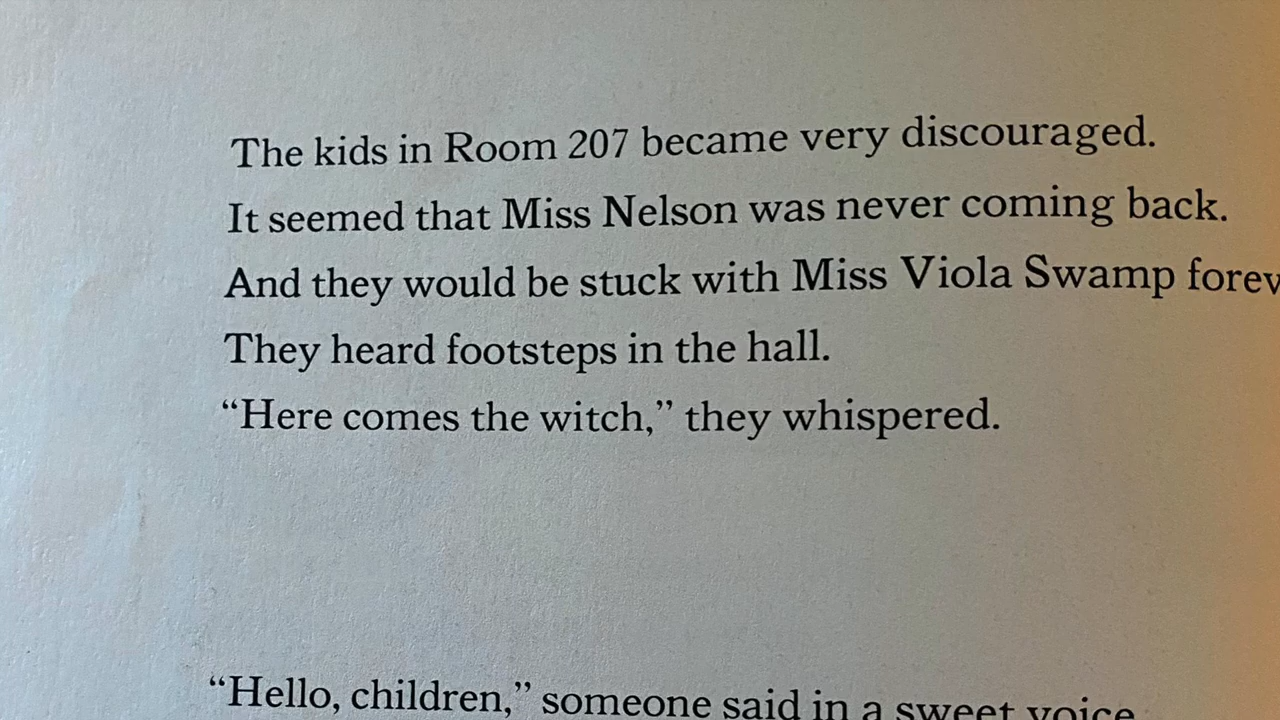 The kids in Room 207 became very discouraged.
It seemed that Miss Nelson was never coming back.
And they would be stuck with Miss Viola Swamp forev
They heard footsteps in the hall.
“Here comes the witch,” they whispered.
“Hello, children,” someone said in a sweet voice